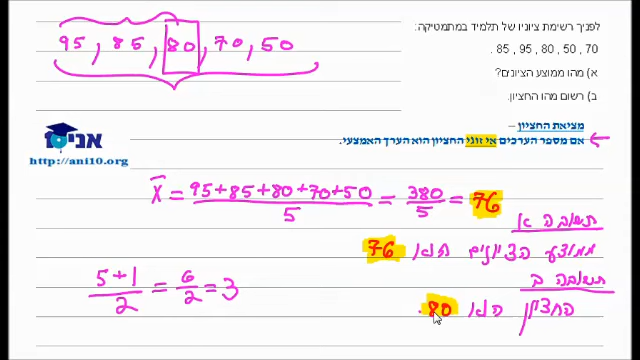 לפניך רשימת ציוניו של תלמיד במתמטיקה:
70, 50, 80, 95, 85.
א) מהו ממוצע הציונים?
ב) רשום מהו החציון.
95, 85, 80, 70, 50
מציאת החציון –
אם מספר הערכים אי זוגי החציון הוא הערך האמצעי.
אני10
http://ani10.org
x̄ = (95+85+80+70+50)/5 = 380/5 = 76
תשובה א
ממוצע הציונים הוא 76
תשובה ב
החציון הוא 80.
(5+1)/2 = 6/2 = 3